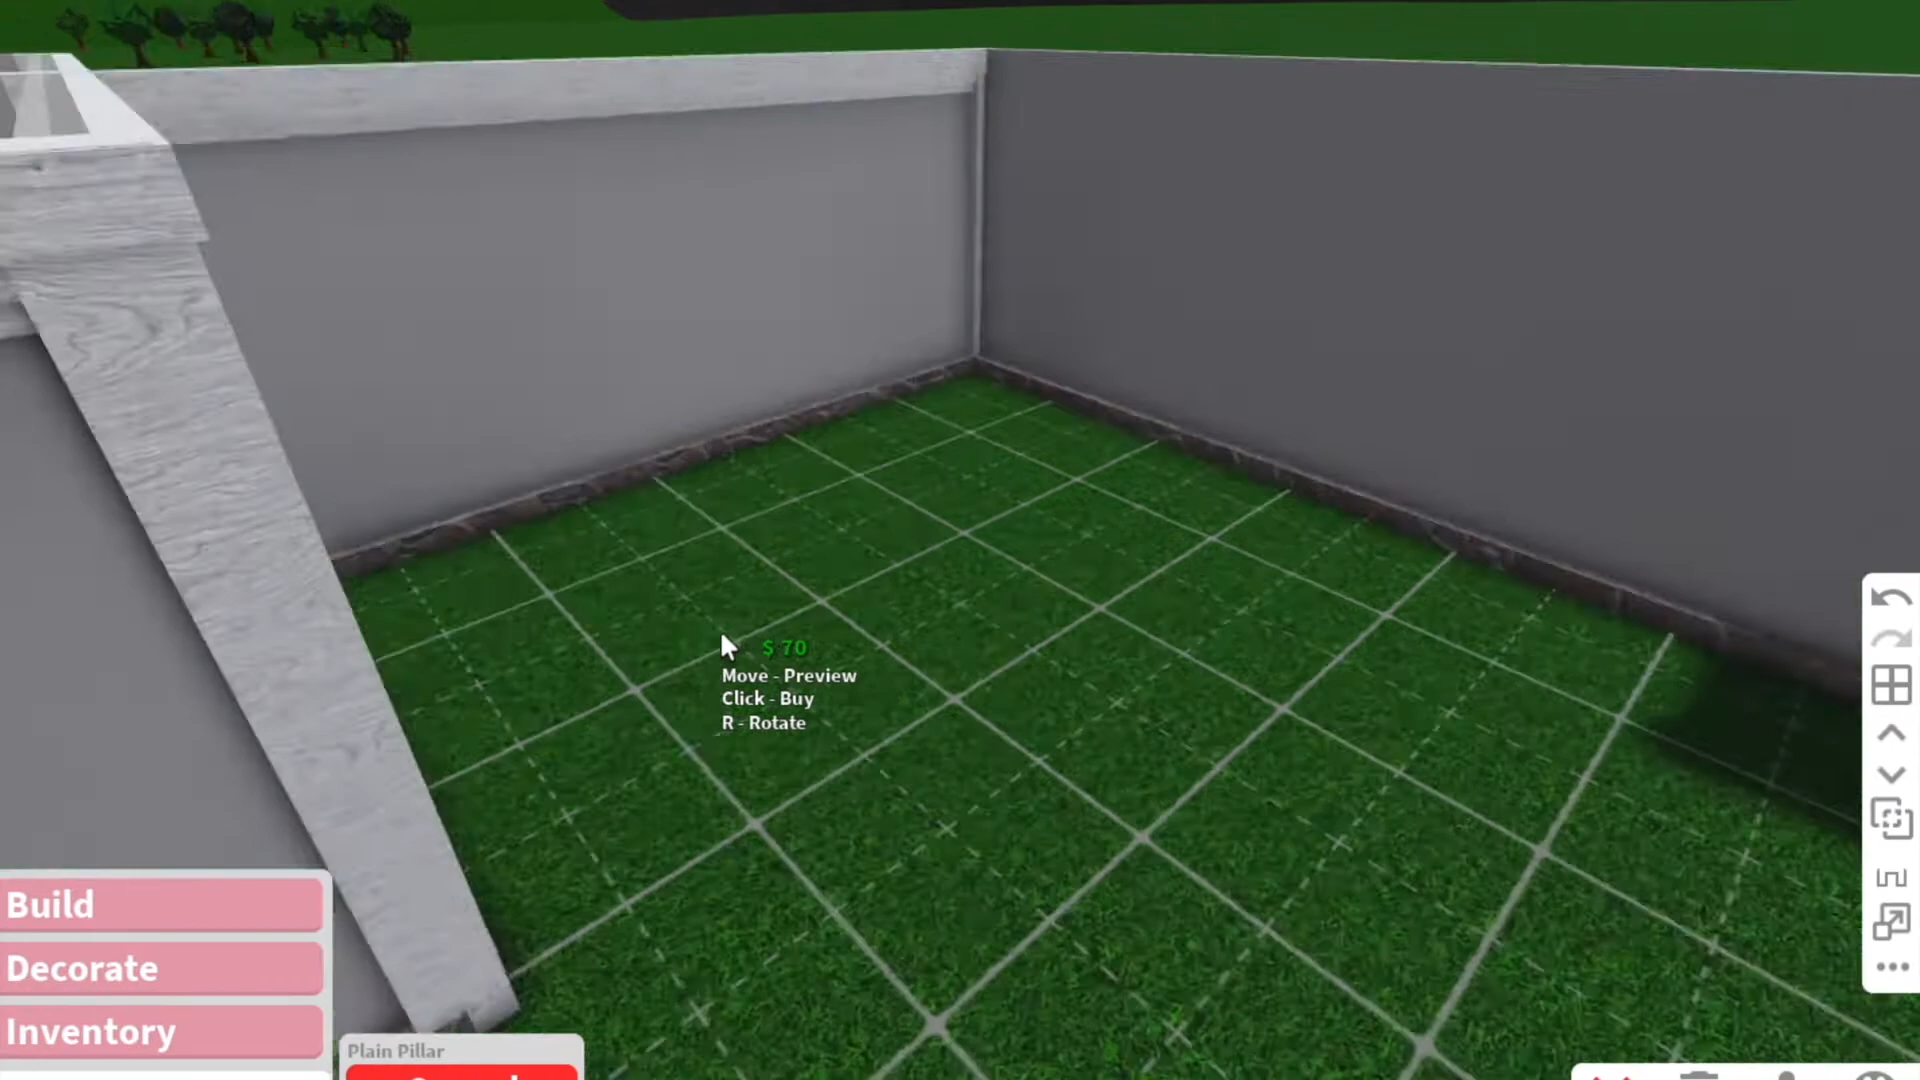 $ 70
Move - Preview
Click - Buy
R - Rotate
Build
Decorate
Inventory
Plain Pillar